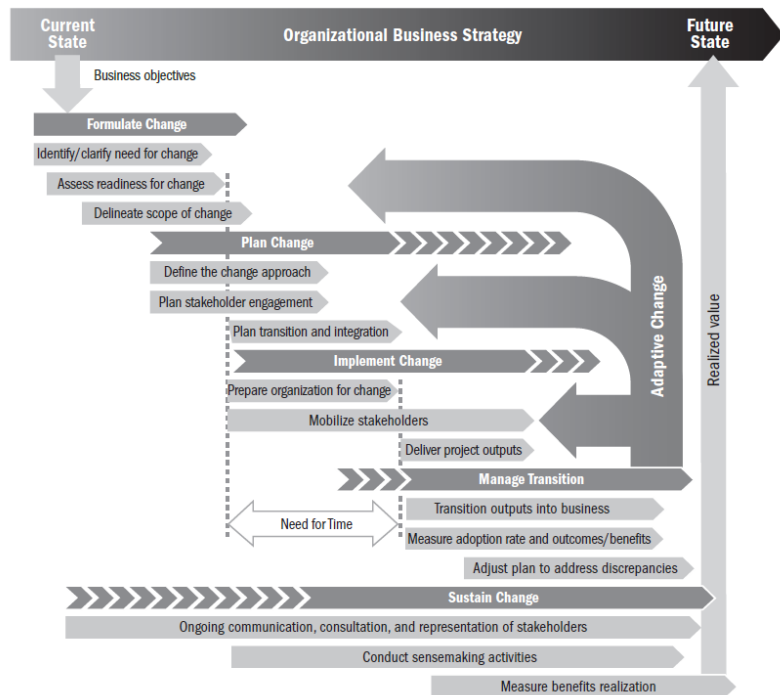 Current
State
Organizational Business Strategy
Future
State
Business objectives
Formulate Change
Identify/clarify need for change
Assess readiness for change
Delineate scope of change
Plan Change
Define the change approach
Plan stakeholder engagement
Plan transition and integration
Implement Change
Prepare organization for change
Mobilize stakeholders
Deliver project outputs
Adaptive Change
Realized value
Manage Transition
Transition outputs into business
Need for Time
Measure adoption rate and outcomes/benefits
Adjust plan to address discrepancies
Sustain Change
Ongoing communication, consultation, and representation of stakeholders
Conduct sensemaking activities
Measure benefits realization